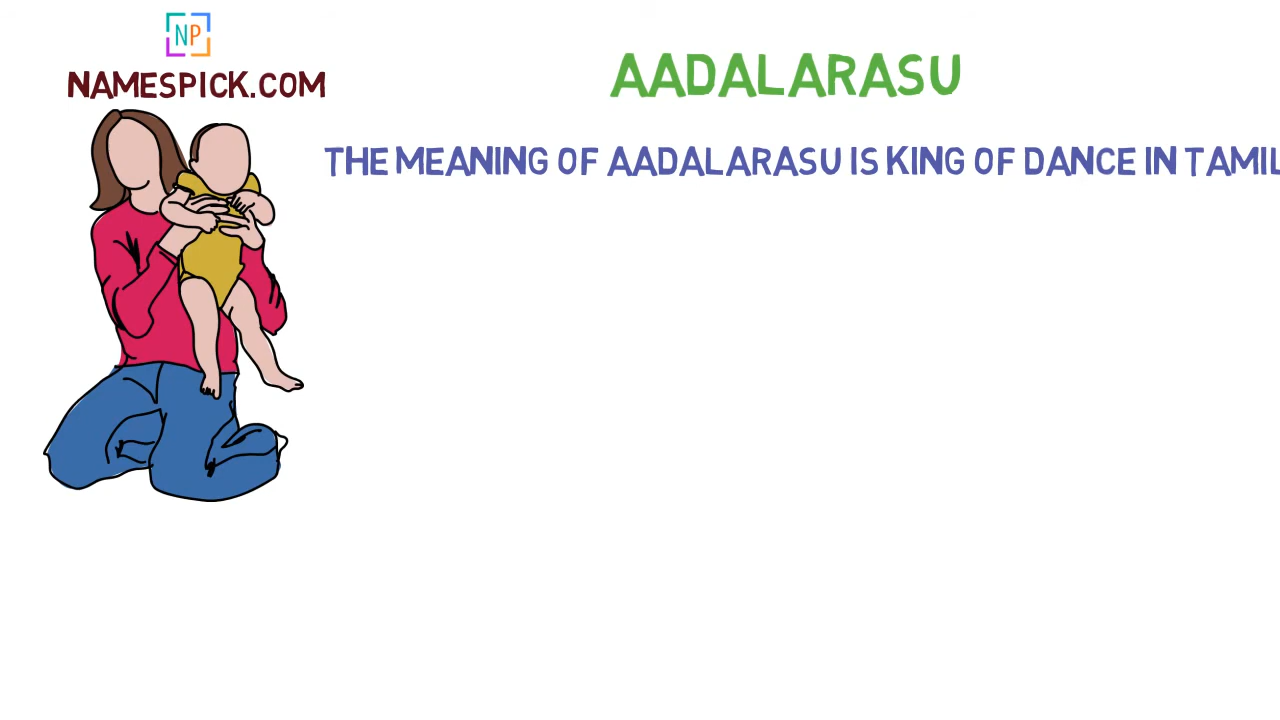 NP
NAMESPICK.COM
AADALARASU
THE MEANING OF AADALARASU IS KING OF DANCE IN TAMIL